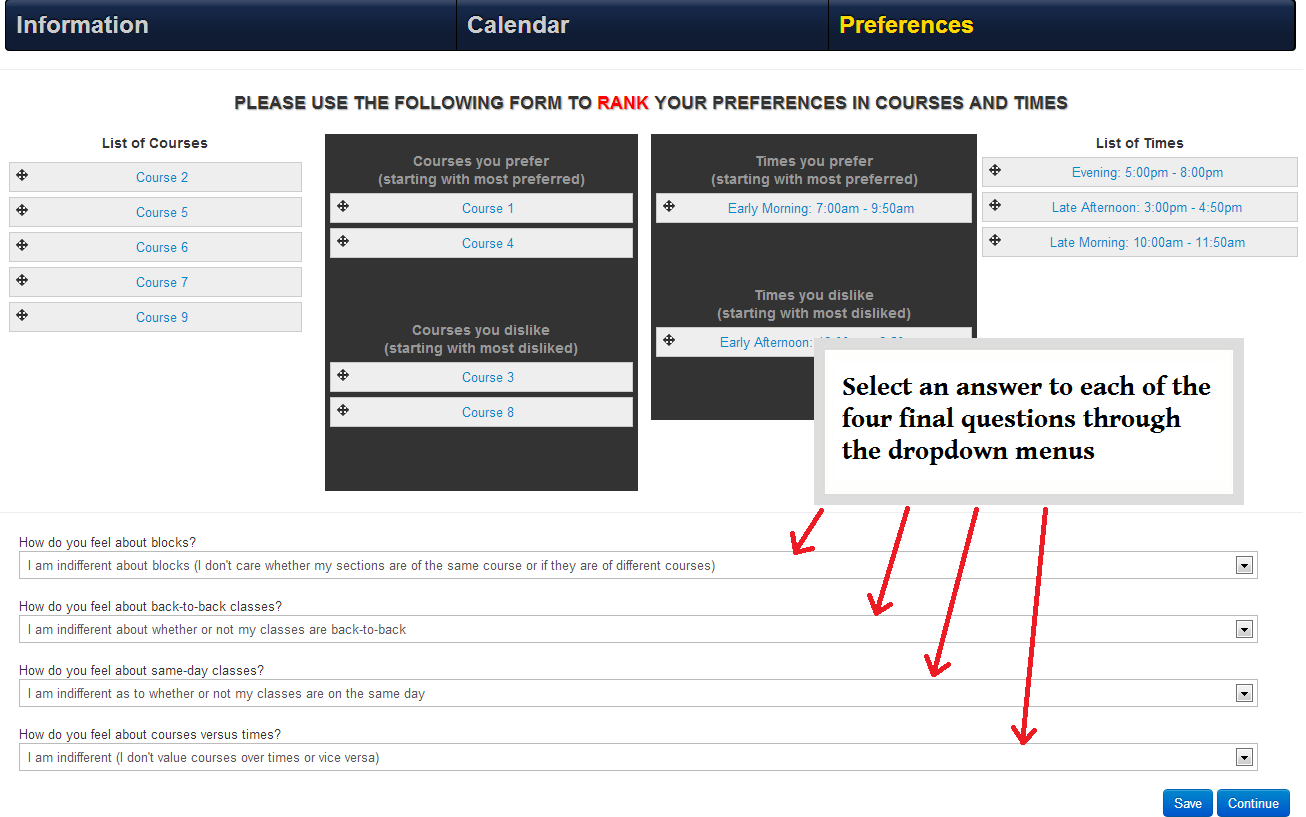 Information
Calendar
Preferences
PLEASE USE THE FOLLOWING FORM TO RANK YOUR PREFERENCES IN COURSES AND TIMES
List of Courses
Course 2
Course 5
Course 6
Course 7
Course 9
Courses you prefer
(starting with most preferred)
Course 1
Course 4
Courses you dislike
(starting with most disliked)
Course 3
Course 8
Times you prefer
(starting with most preferred)
Early Morning: 7:00am - 9:50am
Times you dislike
(starting with most disliked)
Early Afternoon:
List of Times
Evening: 5:00pm - 8:00pm
Late Afternoon: 3:00pm - 4:50pm
Late Morning: 10:00am - 11:50am
Select an answer to each of the
four final questions through
the dropdown menus
How do you feel about blocks?
I am indifferent about blocks (I don't care whether my sections are of the same course or if they are of different courses)
How do you feel about back-to-back classes?
I am indifferent about whether or not my classes are back-to-back
How do you feel about same-day classes?
I am indifferent as to whether or not my classes are on the same day
How do you feel about courses versus times?
I am indifferent (I don't value courses over times or vice versa)
Save
Continue